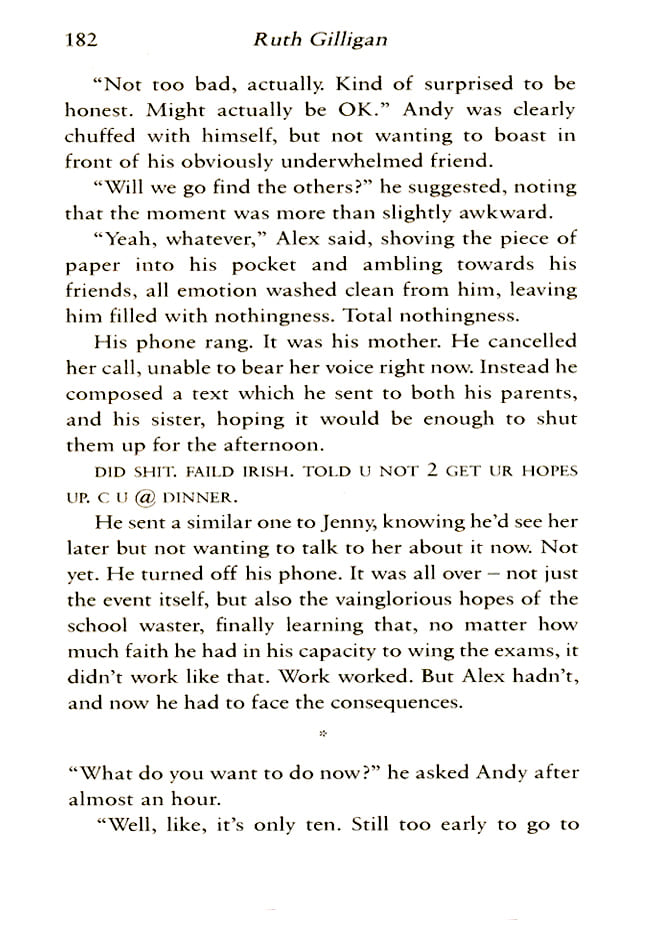 182 Ruth Gilligan
“Not too bad, actually. Kind of surprised to be
honest. Might actually be OK.” Andy was clearly
chuffed with himself, but not wanting to boast in
front of his obviously underwhelmed friend.
“Will we go find the others?” he suggested, noting
that the moment was more than slightly awkward.
“Yeah, whatever,” Alex said, shoving the piece of
paper into his pocket and ambling towards his
friends, all emotion washed clean from him, leaving
him filled with nothingness. Total nothingness.
His phone rang. It was his mother. He cancelled
her call, unable to bear her voice right now. Instead he
composed a text which he sent to both his parents,
and his sister, hoping it would be enough to shut
them up for the afternoon.
DID SHIT. FAILD IRISH. TOLD U NOT 2 GET UR HOPES
UP. C U @ DINNER.
He sent a similar one to Jenny, knowing he’d see her
later but not wanting to talk to her about it now. Not
yet. He turned off his phone. It was all over – not just
the event itself, but also the vainglorious hopes of the
school waster, finally learning that, no matter how
much faith he had in his capacity to wing the exams, it
didn’t work like that. Work worked. But Alex hadn’t,
and now he had to face the consequences.
*
“What do you want to do now?” he asked Andy after
almost an hour.
“Well, like, it’s only ten. Still too early to go to